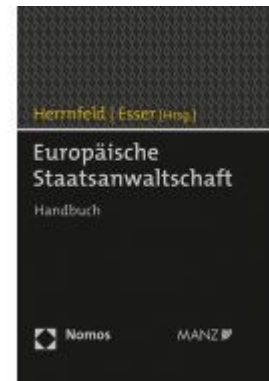 Herrnfeld | Esser [Hrsg.]
Europäische
Staatsanwaltschaft
Handbuch
Nomos
MANZ